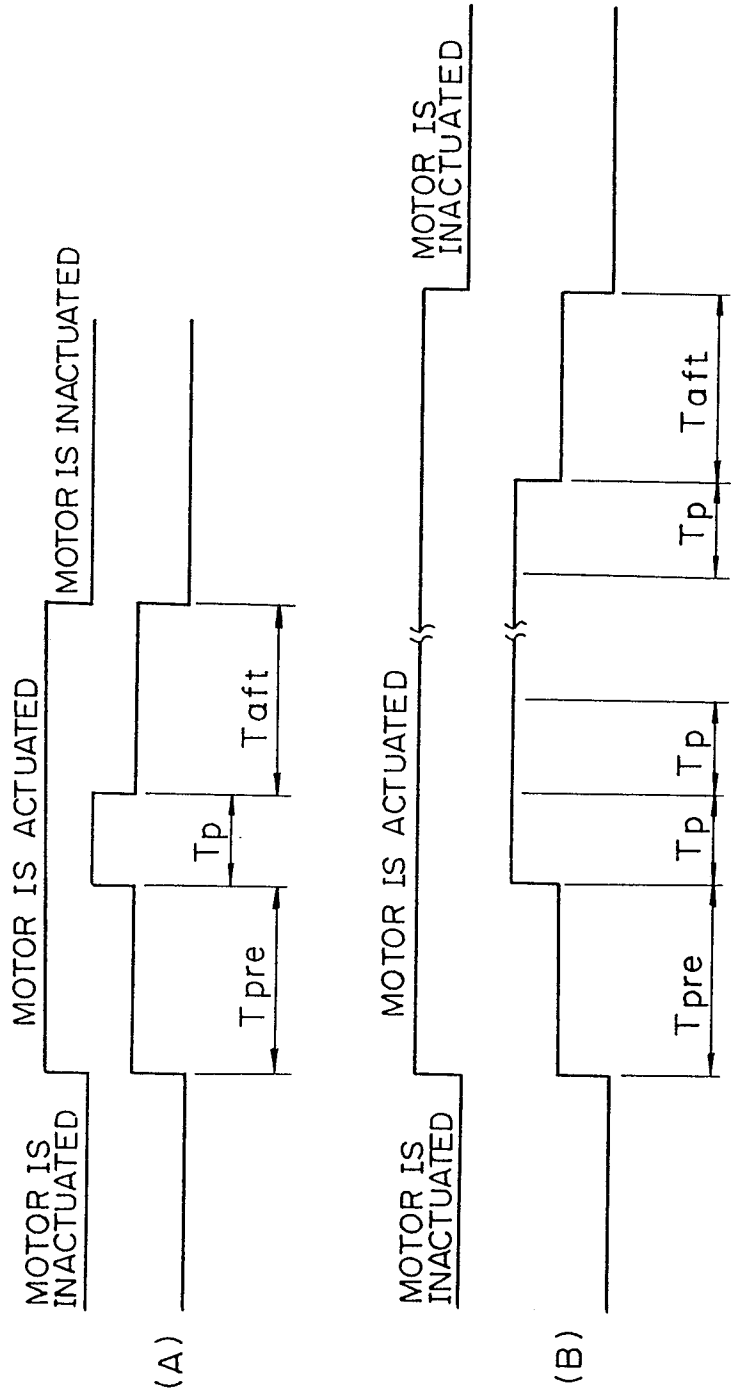 (A)
MOTOR IS
INACTUATED
MOTOR IS ACTUATED
MOTOR IS INACTUATED
Tpre
Tp
Taft
(B)
MOTOR IS
INACTUATED
MOTOR IS ACTUATED
MOTOR IS
INACTUATED
Tpre
Tp
Tp
Tp
Taft